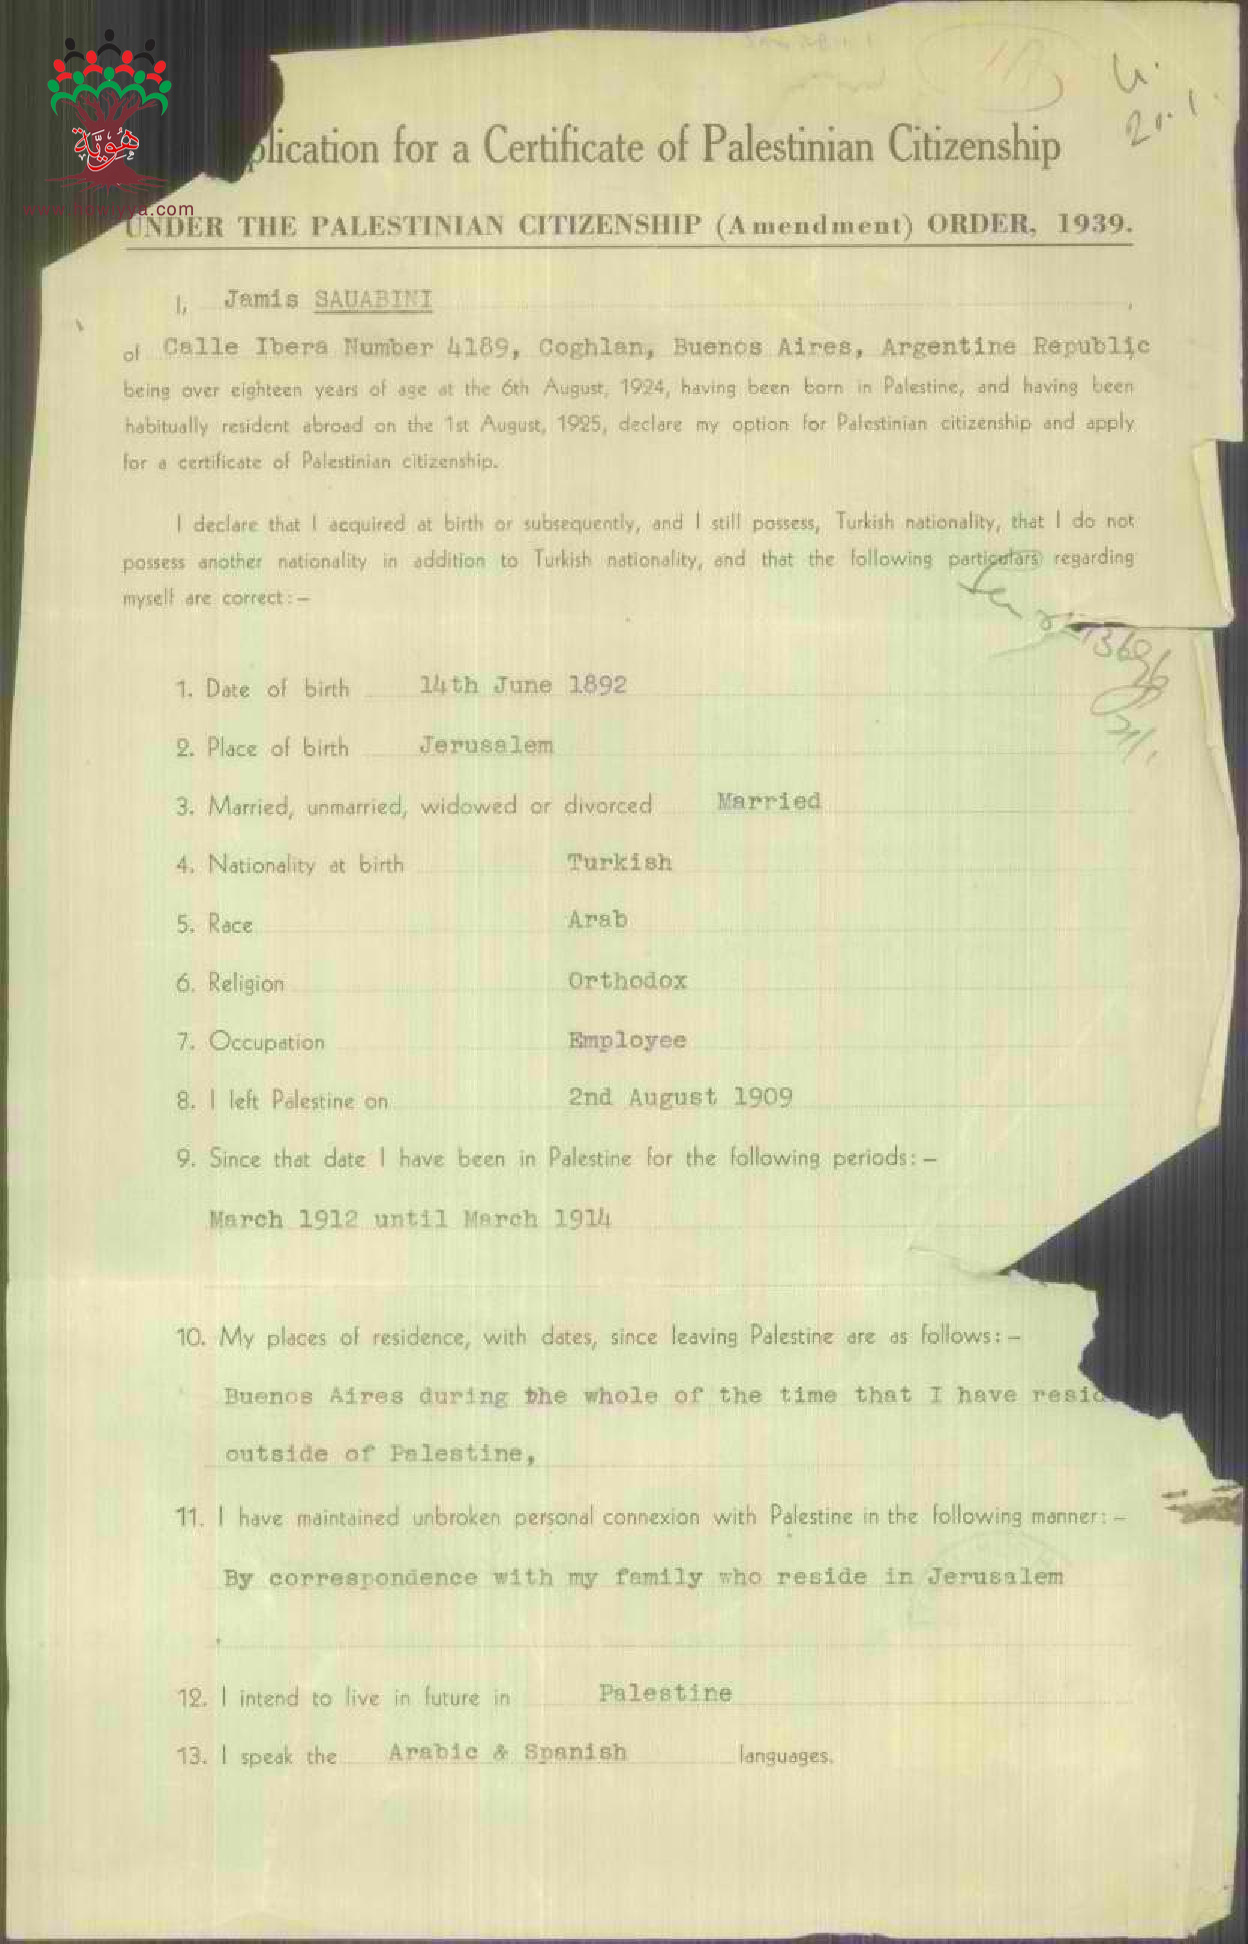 هُوِيَّة
plication for a Certificate of Palestinian Citizenship
UNDER THE PALESTINIAN CITIZENSHIP (Amendment) ORDER, 1939.
I, Jamis SAUABINI
of Calle Ibera Number 4189, Coghlan, Buenos Aires, Argentine Republic
being over eighteen years of age at the 6th August, 1924, having been born in Palestine, and having been
habitually resident abroad on the 1st August, 1925, declare my option for Palestinian citizenship and apply
for a certificate of Palestinian citizenship.
I declare that I acquired at birth or subsequently, and I still possess, Turkish nationality, that I do not
possess another nationality in addition to Turkish nationality, and that the following particulars regarding
myself are correct: –
1. Date of birth 14th June 1892
2. Place of birth Jerusalem
3. Married, unmarried, widowed or divorced Married
4. Nationality at birth Turkish
5. Race Arab
6. Religion Orthodox
7. Occupation Employee
8. I left Palestine on 2nd August 1909
9. Since that date I have been in Palestine for the following periods: –
March 1912 until March 1914
10. My places of residence, with dates, since leaving Palestine are as follows: –
Buenos Aires during the whole of the time that I have resid
outside of Palestine,
11. I have maintained unbroken personal connexion with Palestine in the following manner: –
By correspondence with my family who reside in Jerusalem
12. I intend to live in future in Palestine
13. I speak the Arabic & Spanish languages.